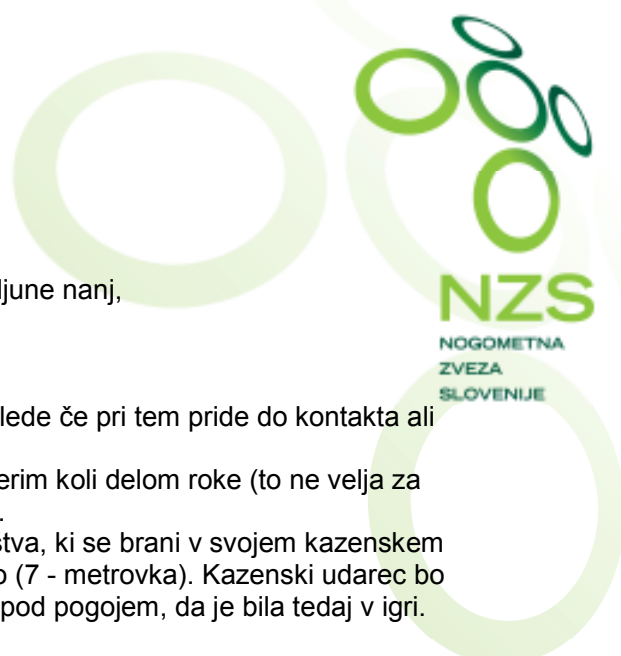 ljune nanj,
NZS
NOGOMETNA
ZVEZA
SLOVENIJE
lede če pri tem pride do kontakta ali
erim koli delom roke (to ne velja za
.
stva, ki se brani v svojem kazenskem
o (7 - metrovka). Kazenski udarec bo
pod pogojem, da je bila tedaj v igri.